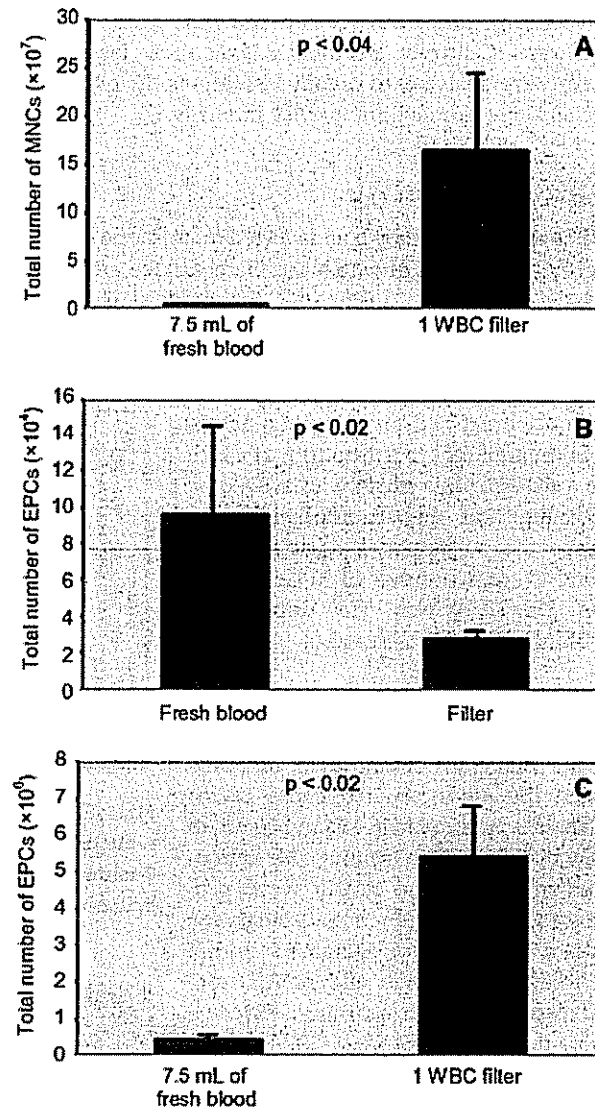 30
25
20
15
10
5
0
Total number of MNCs (×10⁷)
p < 0.04
A
7.5 mL of
fresh blood
1 WBC filter
16
14
12
10
8
6
4
2
0
Total number of EPCs (×10⁴)
p < 0.02
B
Fresh blood
Filter
8
7
6
5
4
3
2
1
0
Total number of EPCs (×10⁶)
p < 0.02
C
7.5 mL of
fresh blood
1 WBC filter